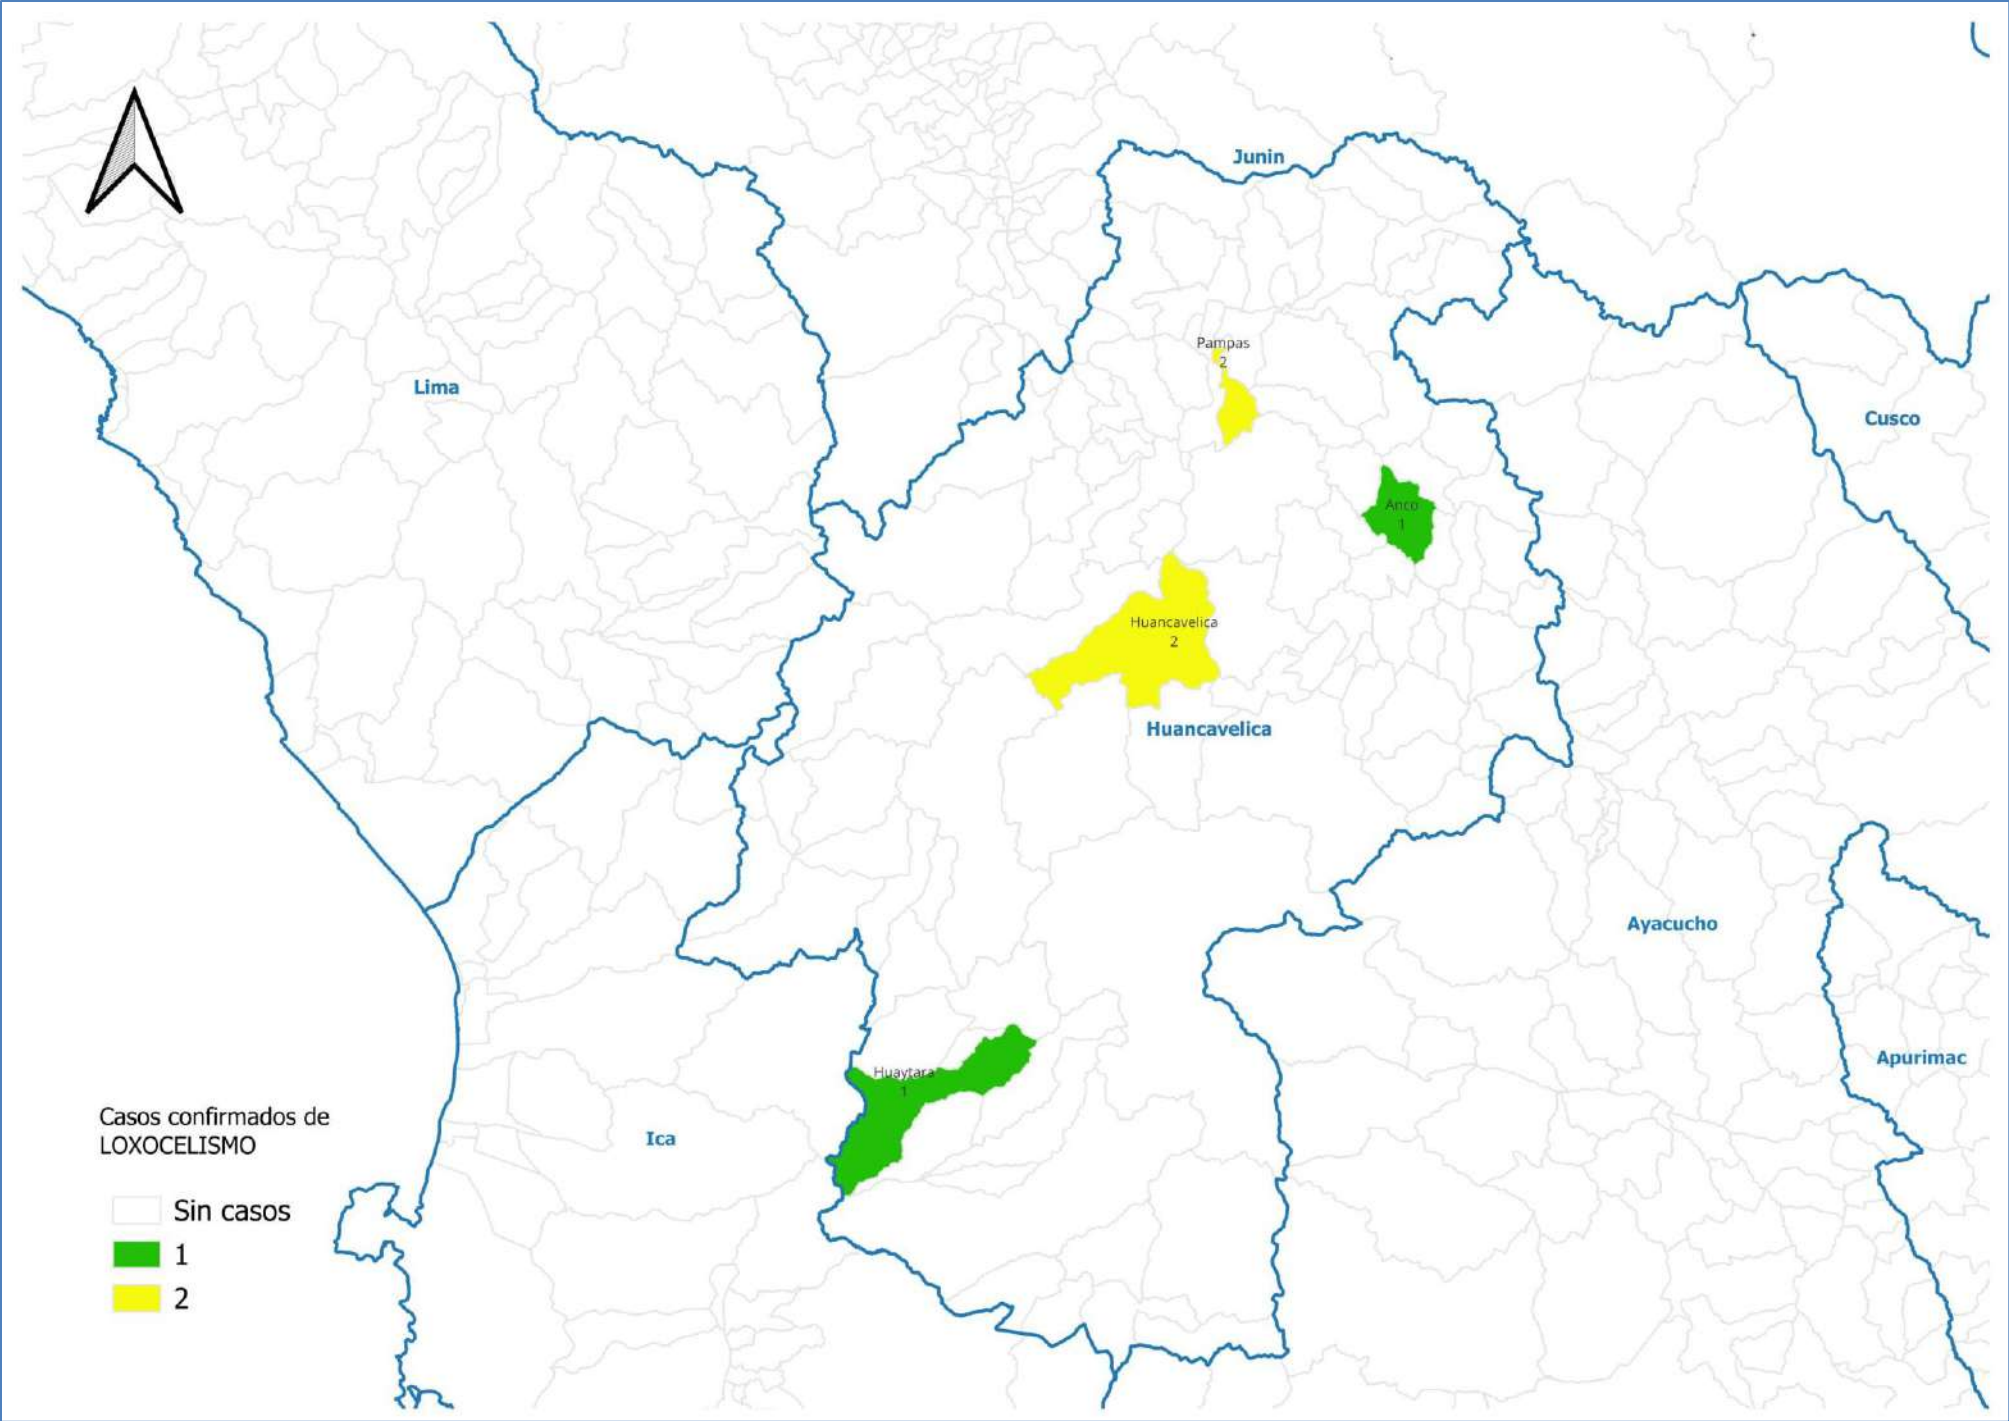 Junin
Pampas
2
Lima
Cusco
Anco
1
Huancavelica
2
Huancavelica
Ayacucho
Apurimac
Huaytara
1
Ica
Casos confirmados de
LOXOCELISMO
Sin casos
1
2